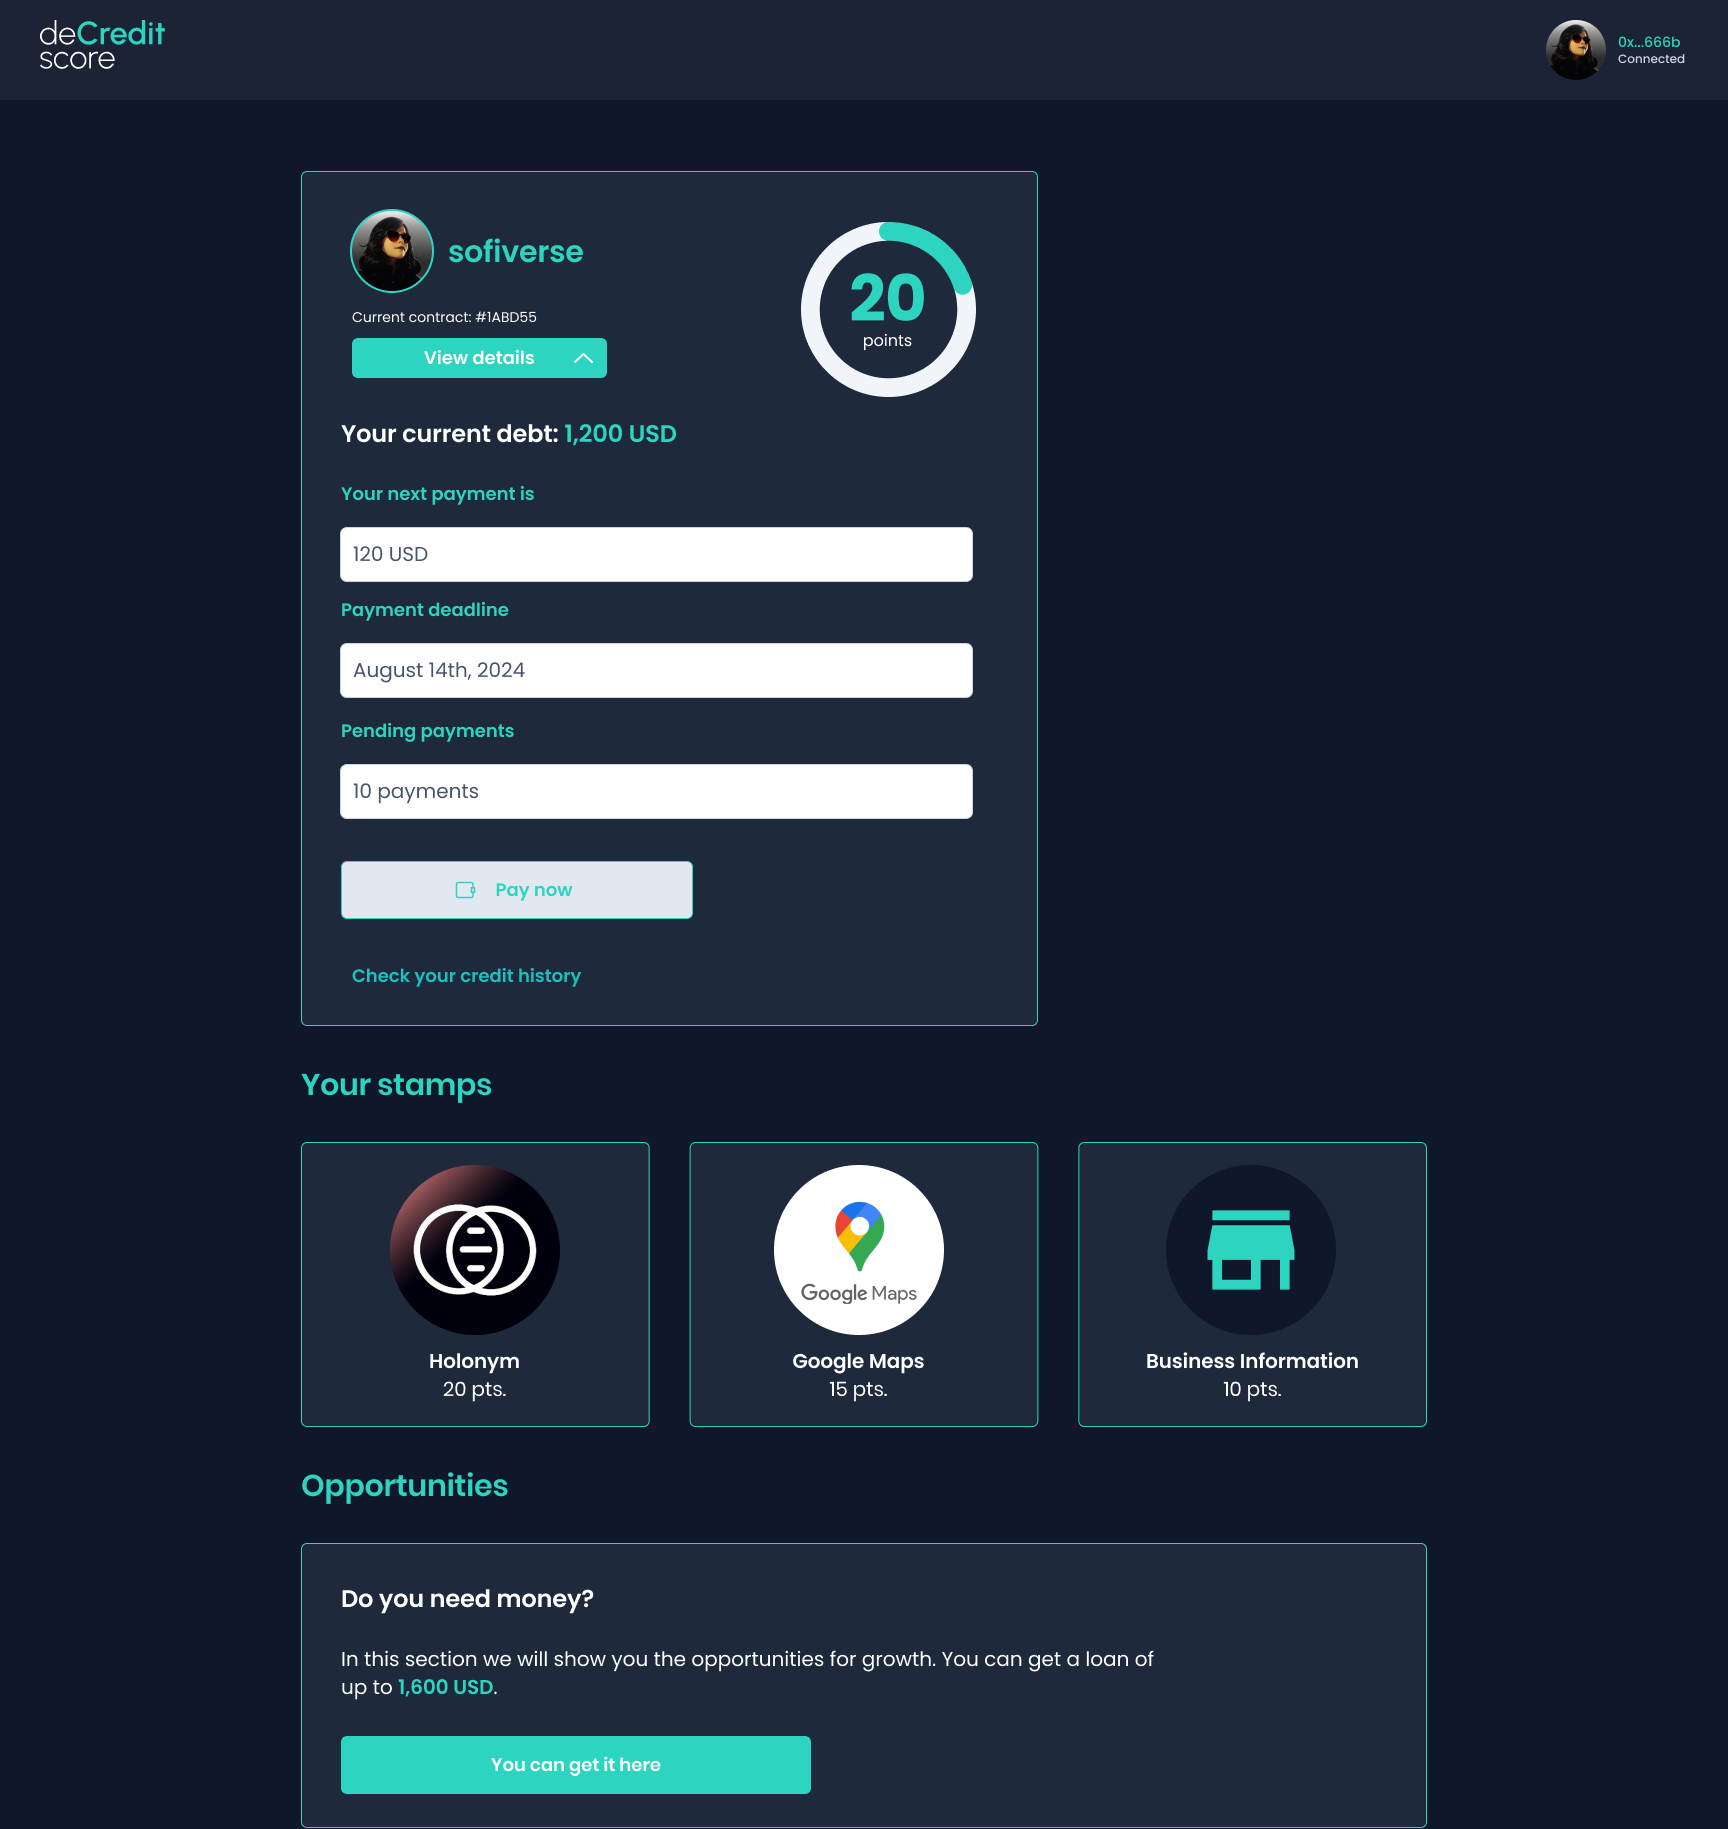 deCredit
score
0x...666b
Connected
sofiverse
20
points
Current contract: #1ABD55
View details
Your current debt: 1,200 USD
Your next payment is
120 USD
Payment deadline
August 14th, 2024
Pending payments
10 payments
Pay now
Check your credit history
Your stamps
Google Maps
Holonym
20 pts.
Google Maps
15 pts.
Business Information
10 pts.
Opportunities
Do you need money?
In this section we will show you the opportunities for growth. You can get a loan of
up to 1,600 USD.
You can get it here